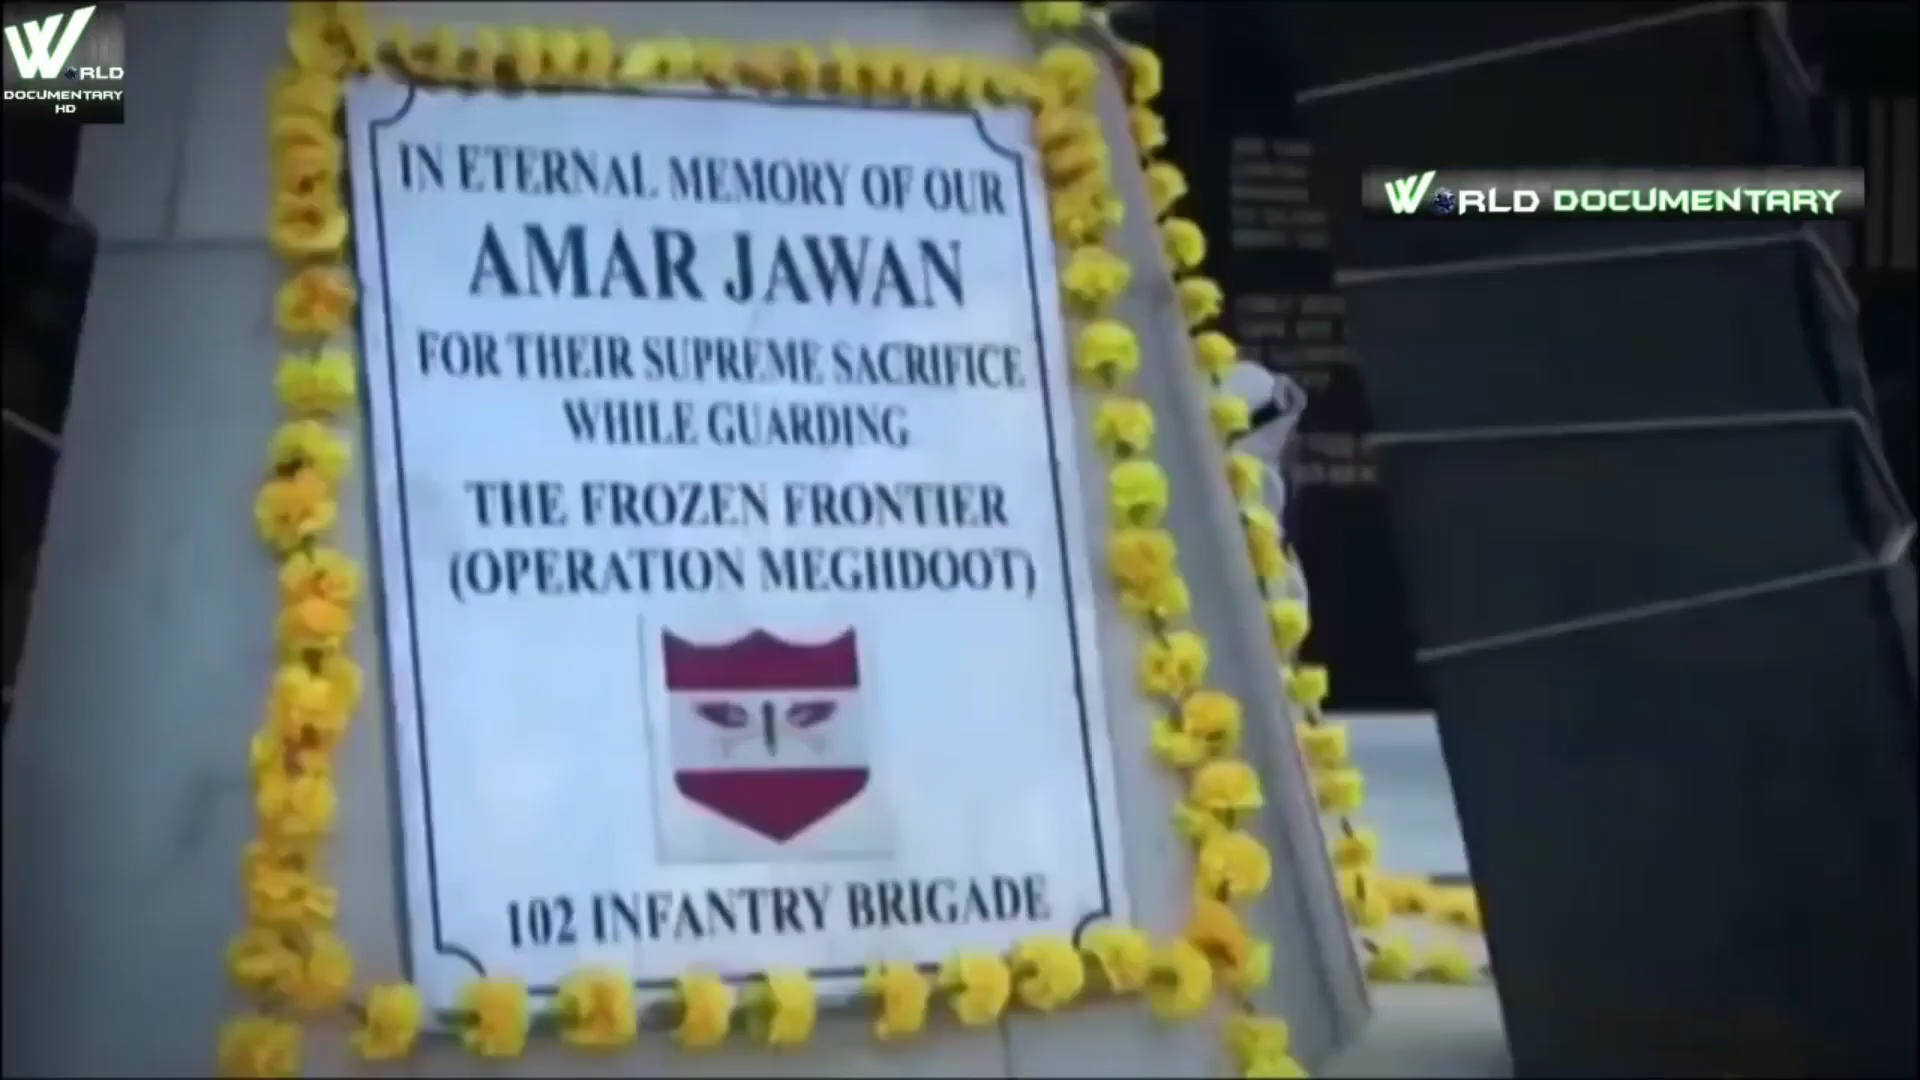 WORLD
DOCUMENTARY
HD
IN ETERNAL MEMORY OF OUR
AMAR JAWAN
FOR THEIR SUPREME SACRIFICE
WHILE GUARDING
THE FROZEN FRONTIER
(OPERATION MEGHDOOT)
102 INFANTRY BRIGADE
WORLD DOCUMENTARY